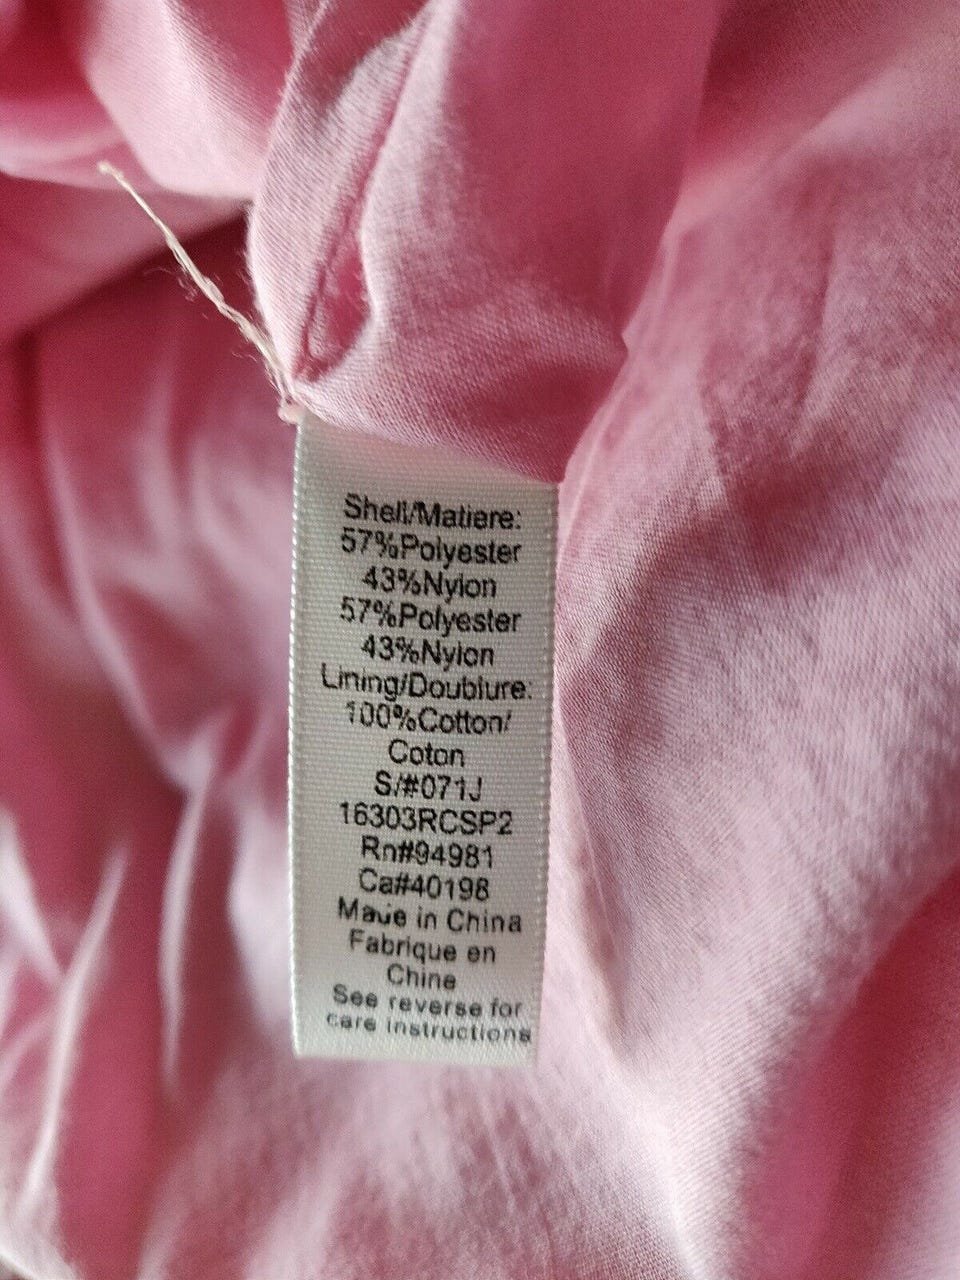 Shell/Matiere:
57%Polyester
43%Nylon
57%Polyester
43%Nylon
Lining/Doublure:
100%Cotton/
Coton
S/#071J
16303RCSP2
Rn#94981
Ca#40198
Made in China
Fabrique en
Chine
See reverse for
care instructions